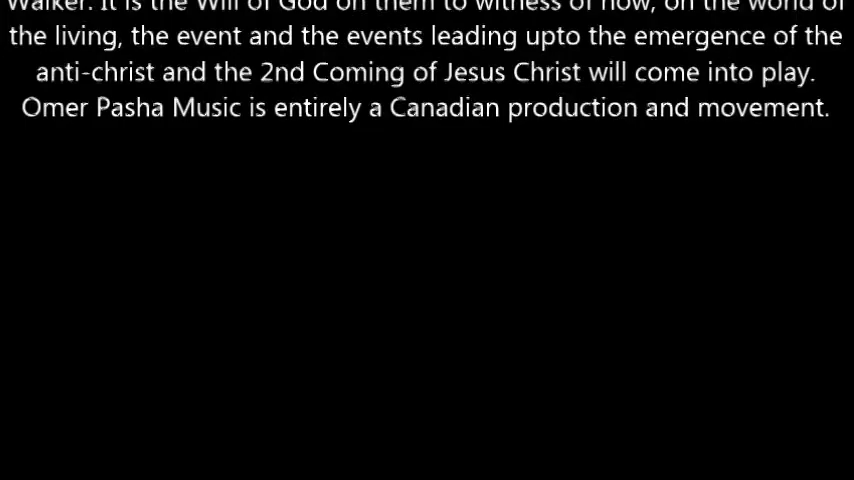 Walker. It is the Will of God on them to witness of how, on the world of
the living, the event and the events leading upto the emergence of the
anti-christ and the 2nd Coming of Jesus Christ will come into play.
Omer Pasha Music is entirely a Canadian production and movement.